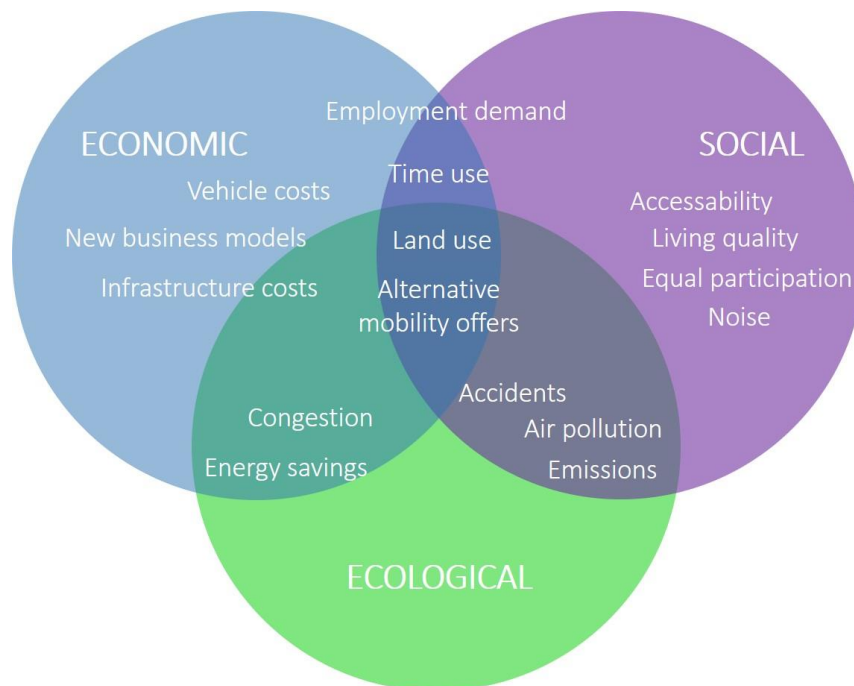 Employment demand
ECONOMIC
SOCIAL
Time use
Vehicle costs
Accessability
New business models
Land use
Living quality
Infrastructure costs
Alternative
mobility offers
Equal participation
Noise
Accidents
Congestion
Air pollution
Energy savings
Emissions
ECOLOGICAL